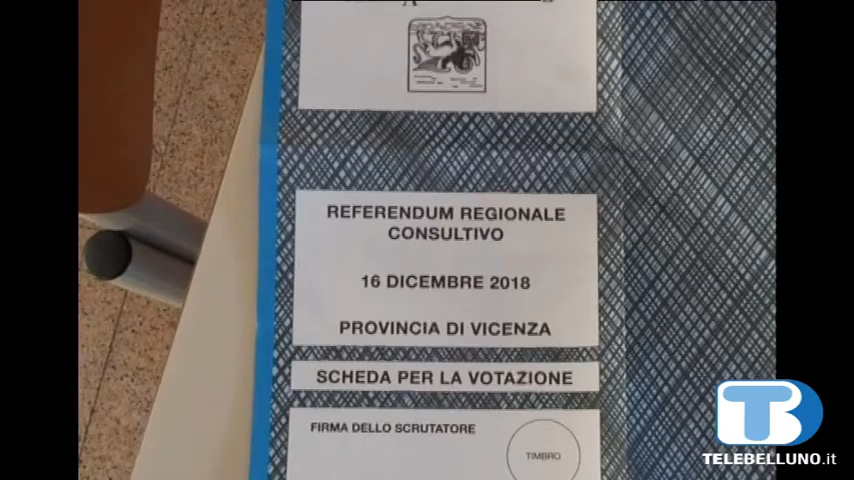 REFERENDUM REGIONALE
CONSULTIVO
16 DICEMBRE 2018
PROVINCIA DI VICENZA
SCHEDA PER LA VOTAZIONE
FIRMA DELLO SCRUTATORE
TIMBRO
TB
TELEBELLUNO.it